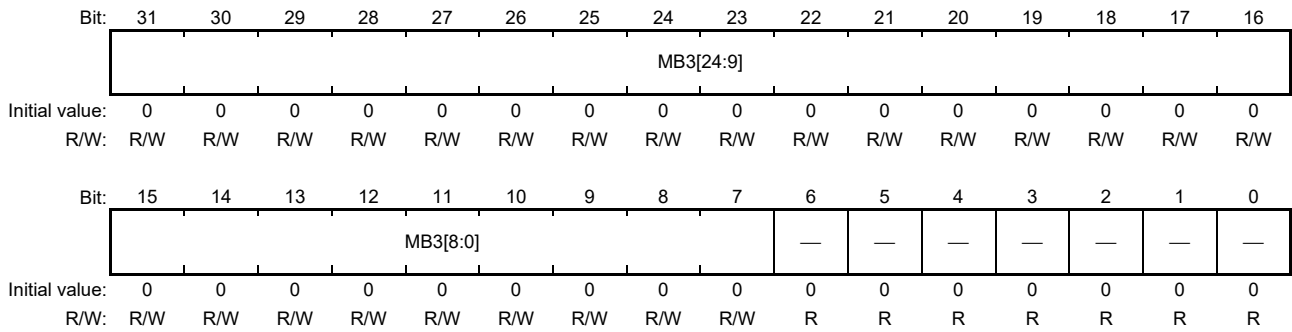 Bit: 31 30 29 28 27 26 25 24 23 22 21 20 19 18 17 16
MB3[24:9]
Initial value: 0 0 0 0 0 0 0 0 0 0 0 0 0 0 0 0
R/W: R/W R/W R/W R/W R/W R/W R/W R/W R/W R/W R/W R/W R/W R/W R/W R/W
Bit: 15 14 13 12 11 10 9 8 7 6 5 4 3 2 1 0
MB3[8:0] — — — — — — —
Initial value: 0 0 0 0 0 0 0 0 0 0 0 0 0 0 0 0
R/W: R/W R/W R/W R/W R/W R/W R/W R/W R/W R R R R R R R